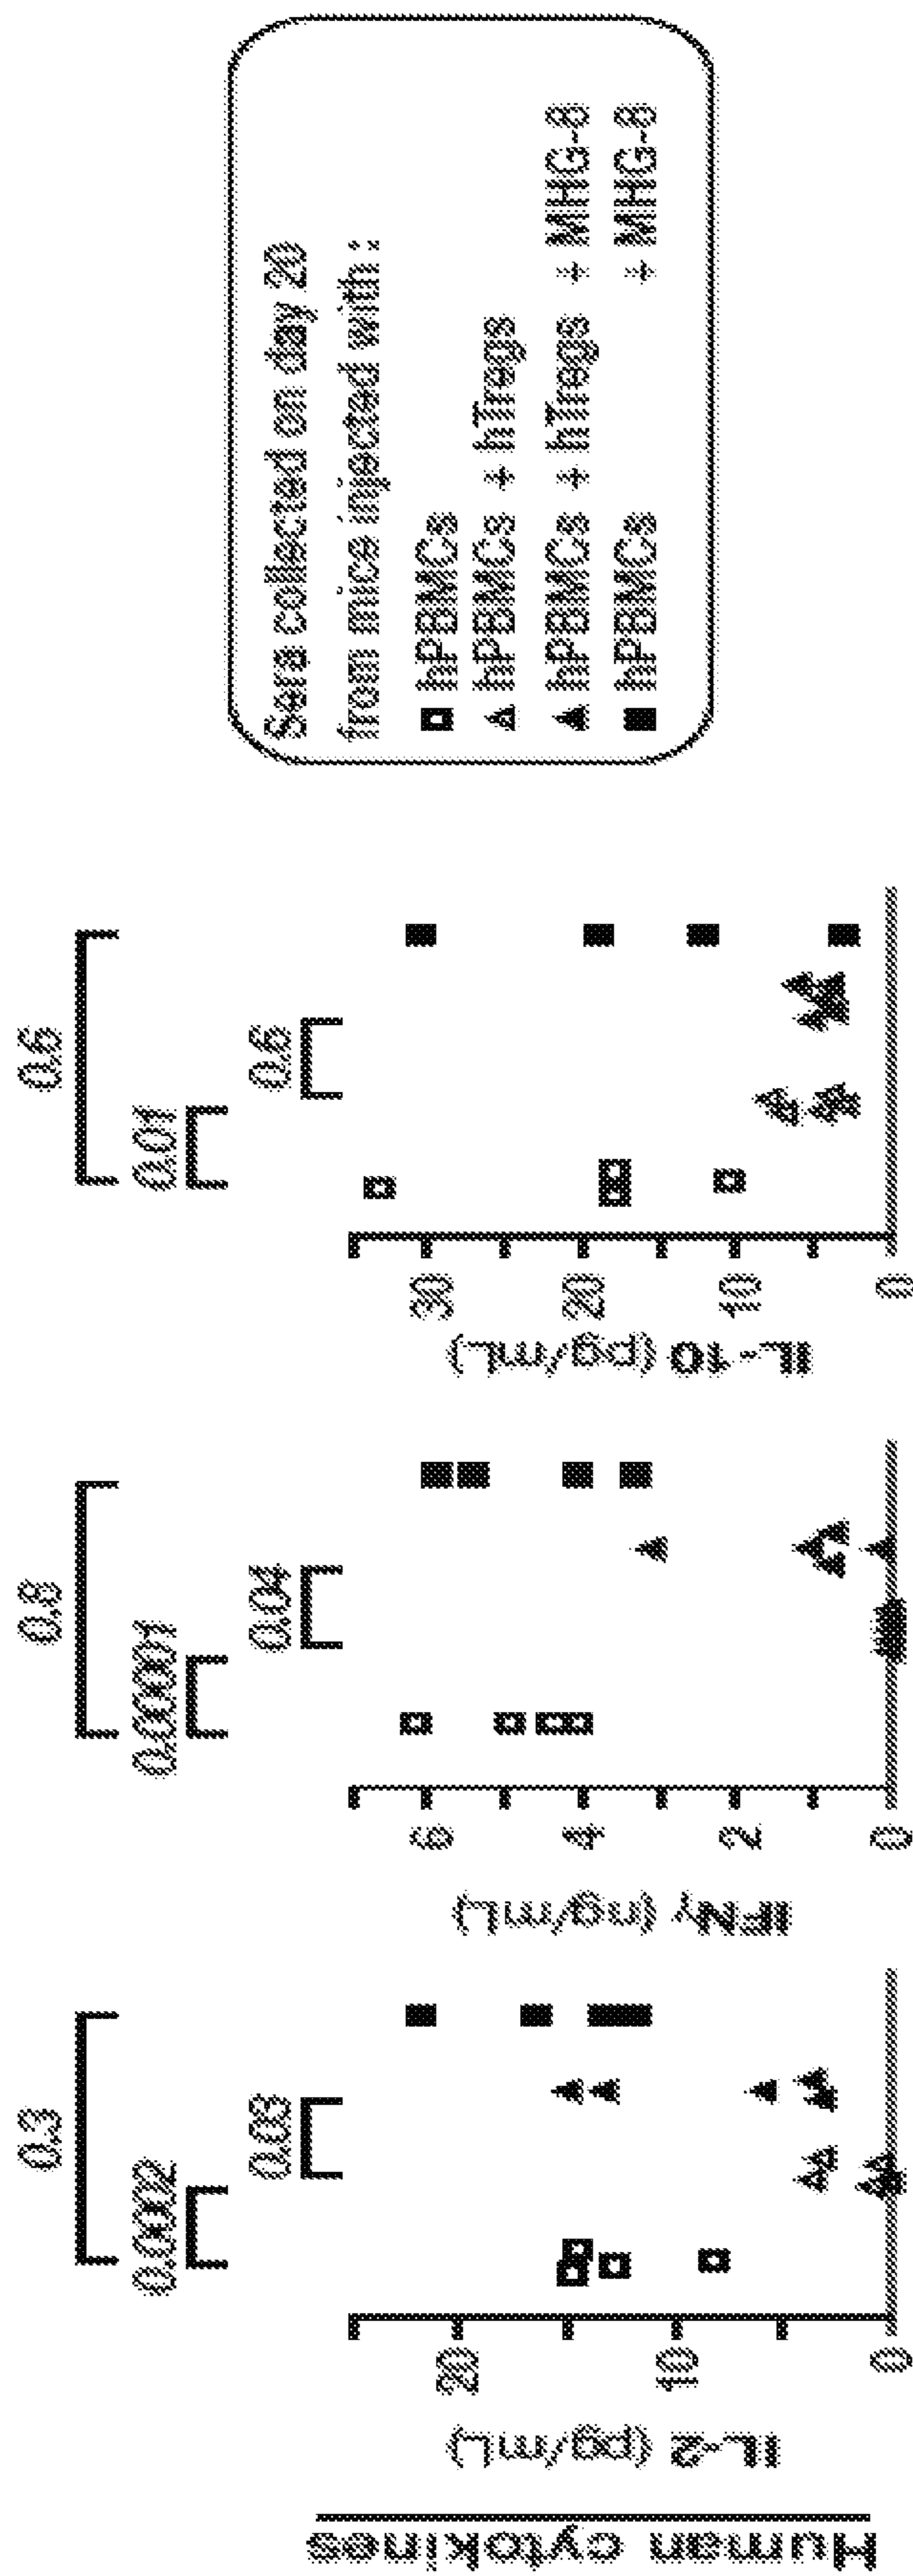 Human cytokines
IL-2 (pg/mL)
20
10
0
0.3
0.0002
0.03
IFNγ (ng/mL)
6
4
2
0
0.8
0.00001
0.04
IL-10 (pg/mL)
30
20
10
0
0.6
0.01
0.6
Sera collected on day 20
from mice injected with :
hPBMCs
hPBMCs + hTregs
hPBMCs + hTregs + MHG-8
hPBMCs + MHG-8